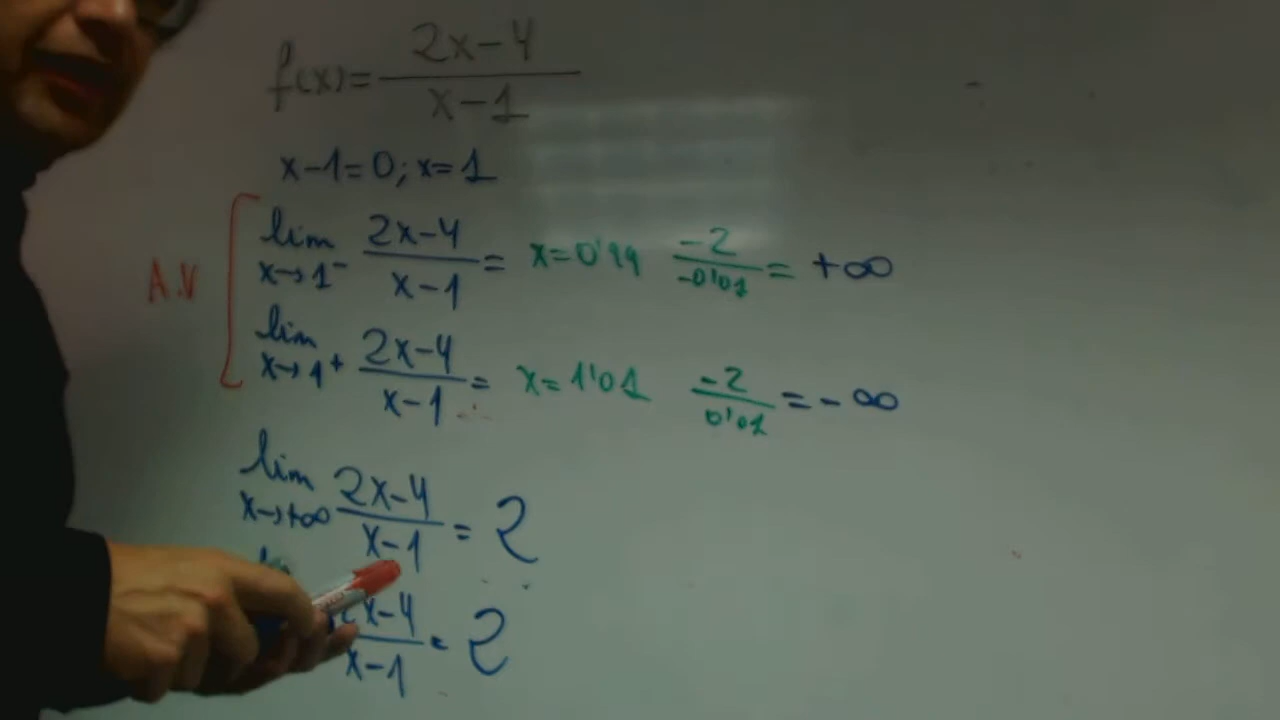 f(x) = 2x-4 / x-1
x-1=0; x=1
A.V
lim x→1⁻ 2x-4 / x-1 = x=0'99 -2 / -0'01 = +∞
lim x→1⁺ 2x-4 / x-1 = x=1'01 -2 / 0'01 = -∞
lim x→+∞ 2x-4 / x-1 = 2
2x-4 / x-1 = 2